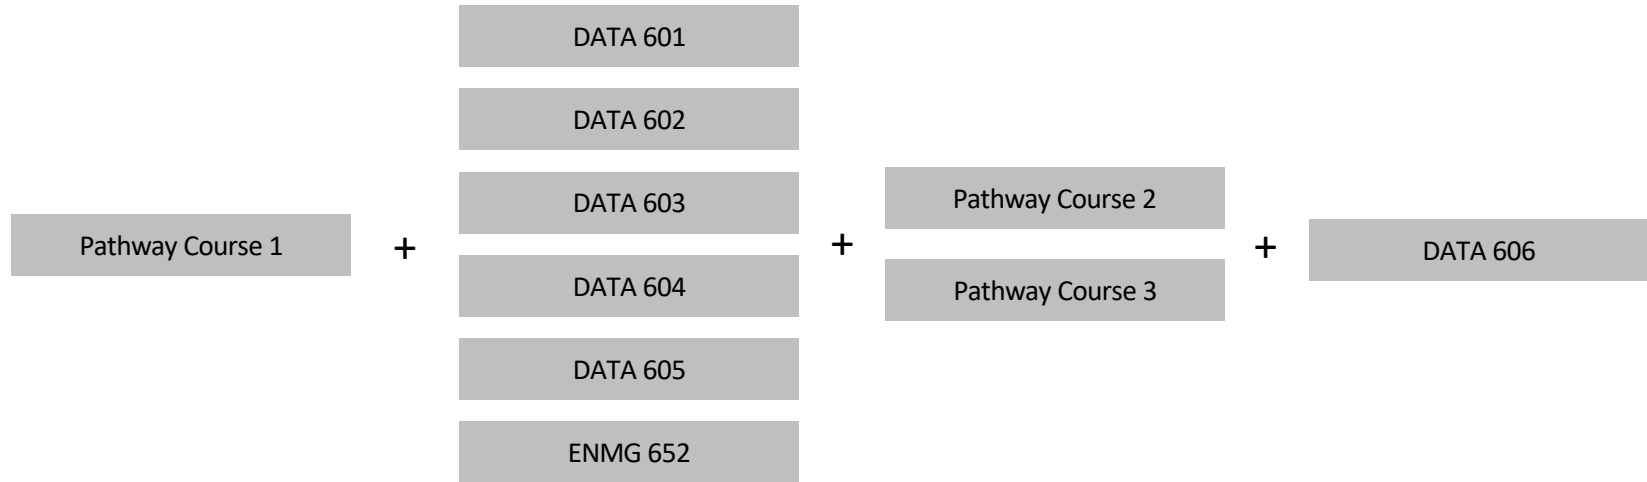 Pathway Course 1
+
DATA 601
DATA 602
DATA 603
DATA 604
DATA 605
ENMG 652
+
Pathway Course 2
Pathway Course 3
+
DATA 606